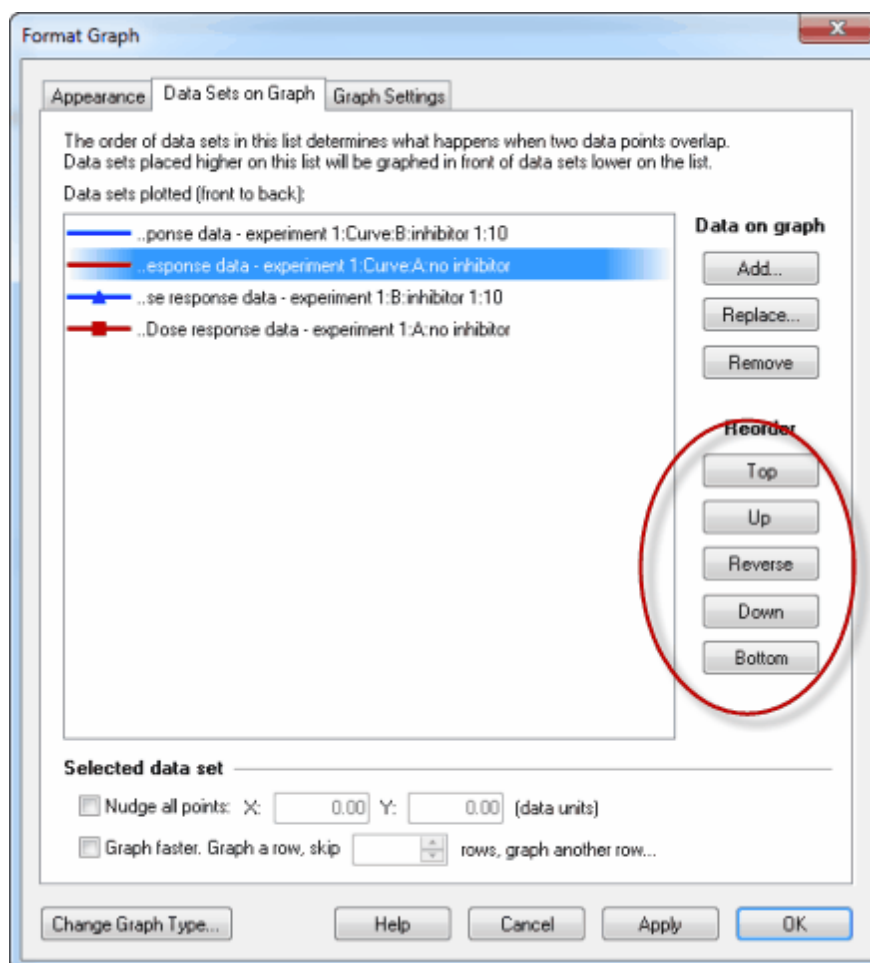 Format Graph
Appearance Data Sets on Graph Graph Settings
The order of data sets in this list determines what happens when two data points overlap.
Data sets placed higher on this list will be graphed in front of data sets lower on the list.
Data sets plotted (front to back):
..ponse data - experiment 1:Curve:B:inhibitor 1:10
..esponse data - experiment 1:Curve:A:no inhibitor
..se response data - experiment 1:B:inhibitor 1:10
..Dose response data - experiment 1:A:no inhibitor
Data on graph
Add...
Replace...
Remove
Reorder
Top
Up
Reverse
Down
Bottom
Selected data set
Nudge all points: X: 0.00 Y: 0.00 (data units)
Graph faster. Graph a row, skip rows, graph another row...
Change Graph Type... Help Cancel Apply OK